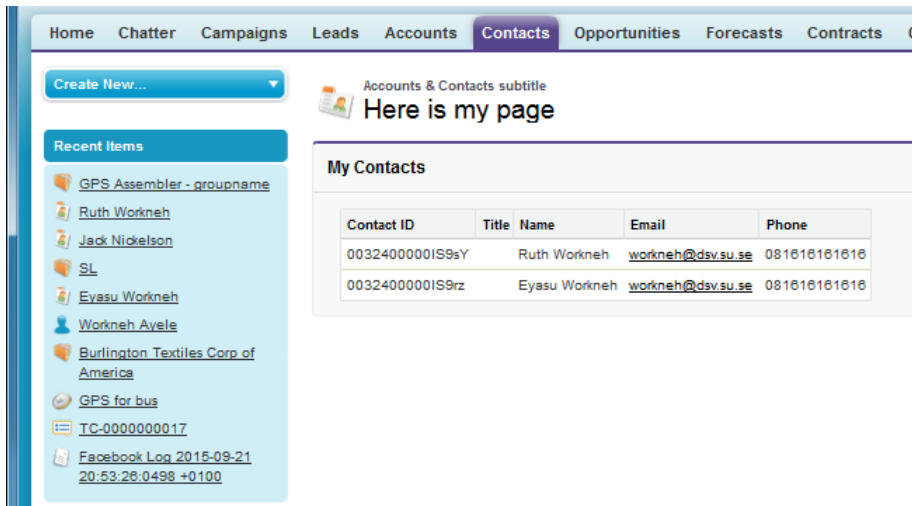 Home Chatter Campaigns Leads Accounts Contacts Opportunities Forecasts Contracts
Create New...
Accounts & Contacts subtitle
Here is my page
Recent Items
GPS Assembler - groupname
Ruth Workneh
Jack Nickelson
SL
Eyasu Workneh
Workneh Ayele
Burlington Textiles Corp of
America
GPS for bus
TC-0000000017
Facebook Log 2015-09-21
20:53:26:0498 +0100
My Contacts
Contact ID Title Name Email Phone
0032400000IS9sY Ruth Workneh workneh@dsv.su.se 081616161616
0032400000IS9rz Eyasu Workneh workneh@dsv.su.se 081616161616